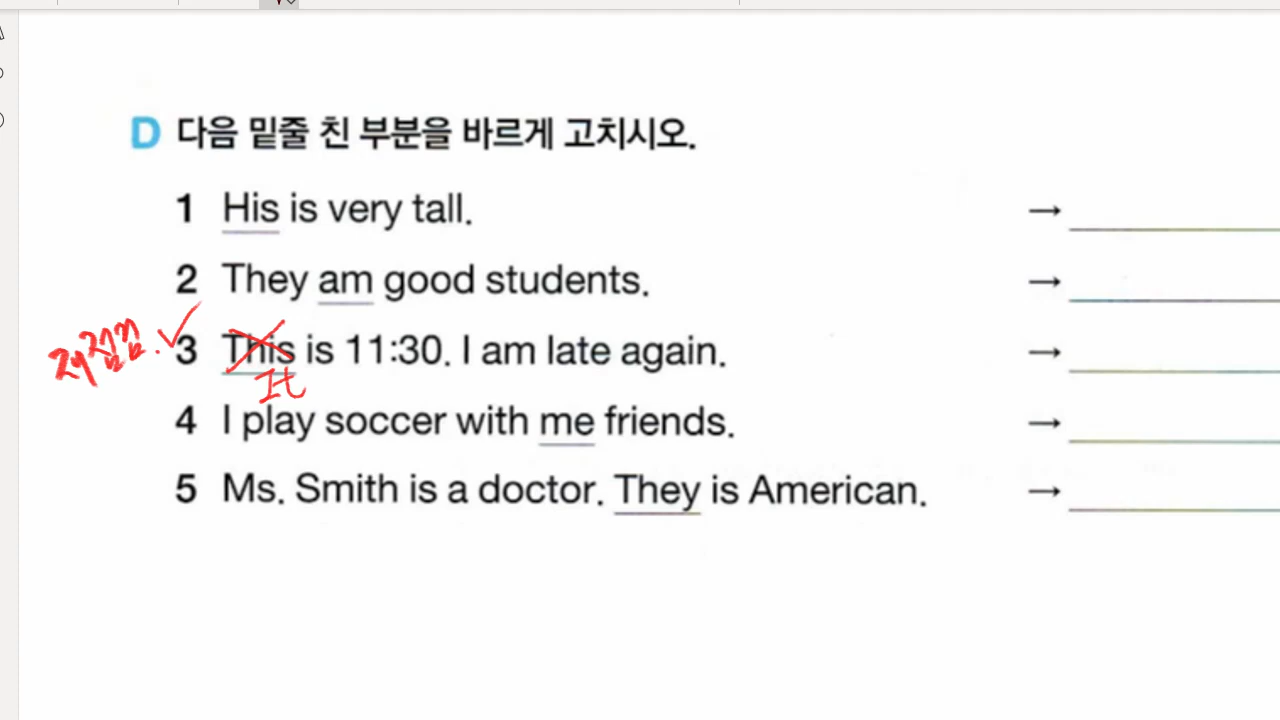 D 다음 밑줄 친 부분을 바르게 고치시오.
1 His is very tall. →
2 They am good students. →
3 This is 11:30. I am late again. →
It
4 I play soccer with me friends. →
5 Ms. Smith is a doctor. They is American. →